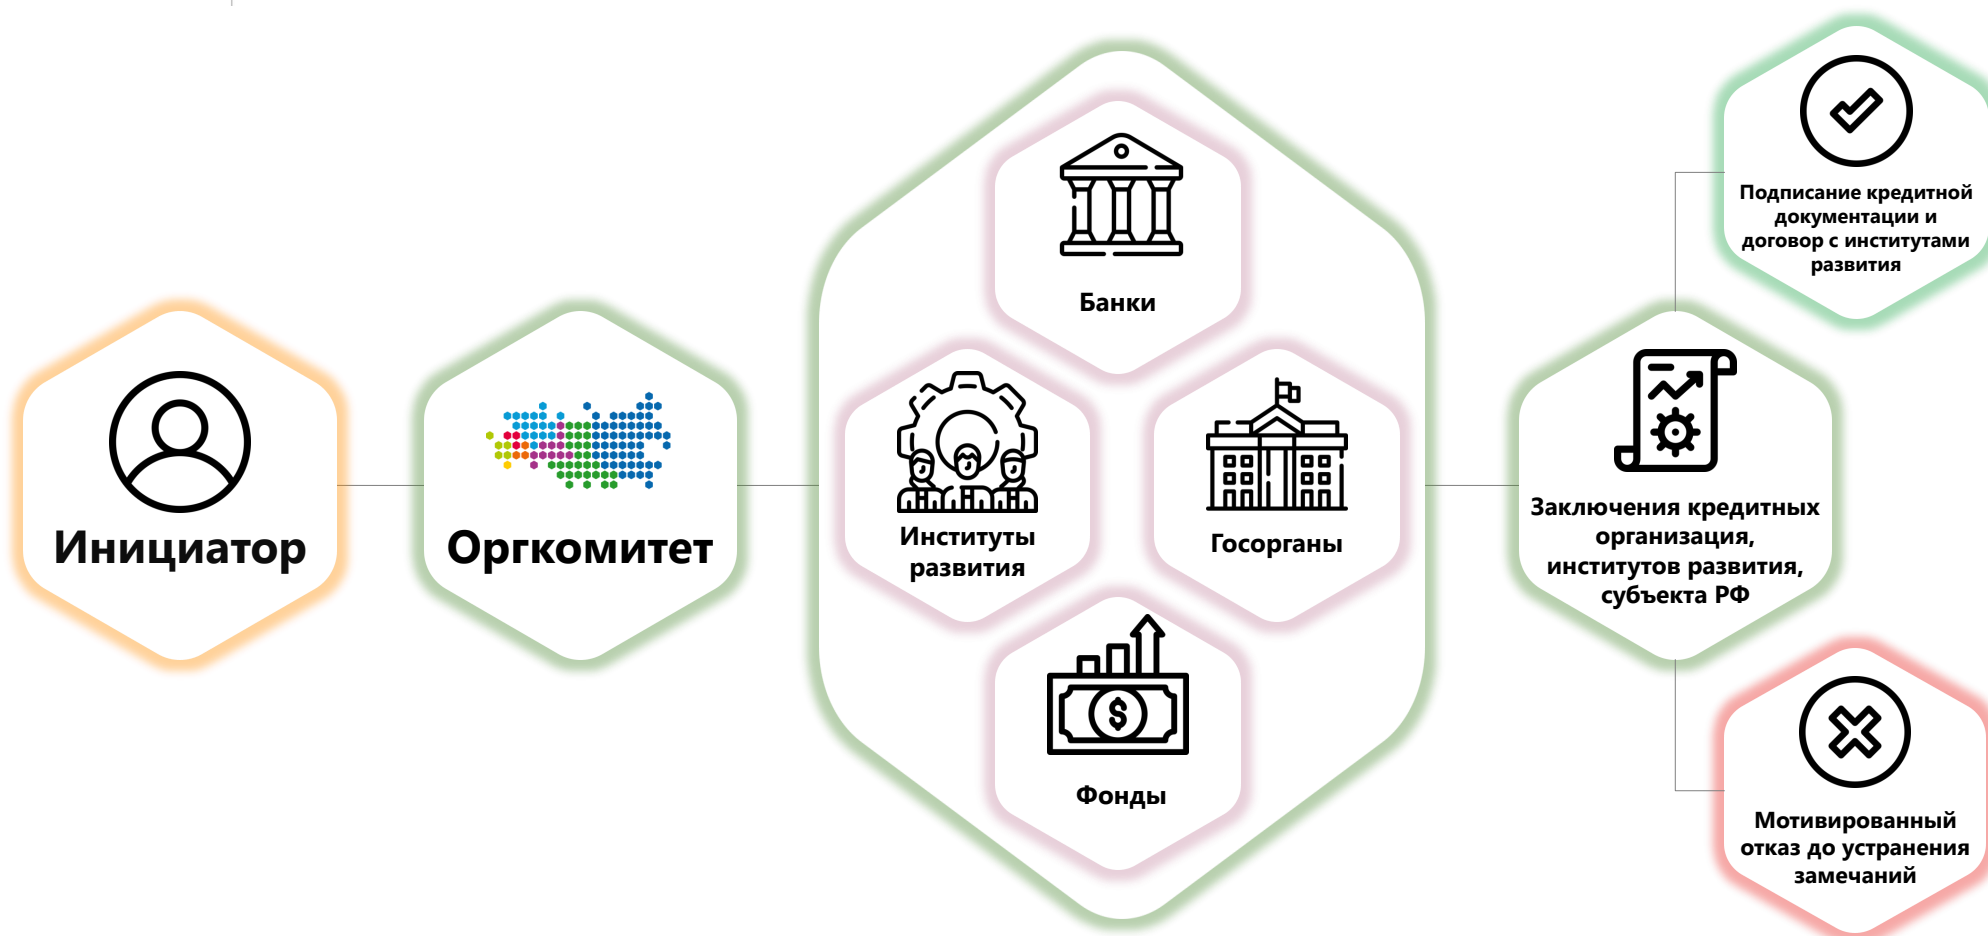 Инициатор
Оргкомитет
Банки
Институты
развития
Госорганы
Фонды
Заключения кредитных
организация,
институтов развития,
субъекта РФ
Подписание кредитной
документации и
договор с институтами
развития
Мотивированный
отказ до устранения
замечаний